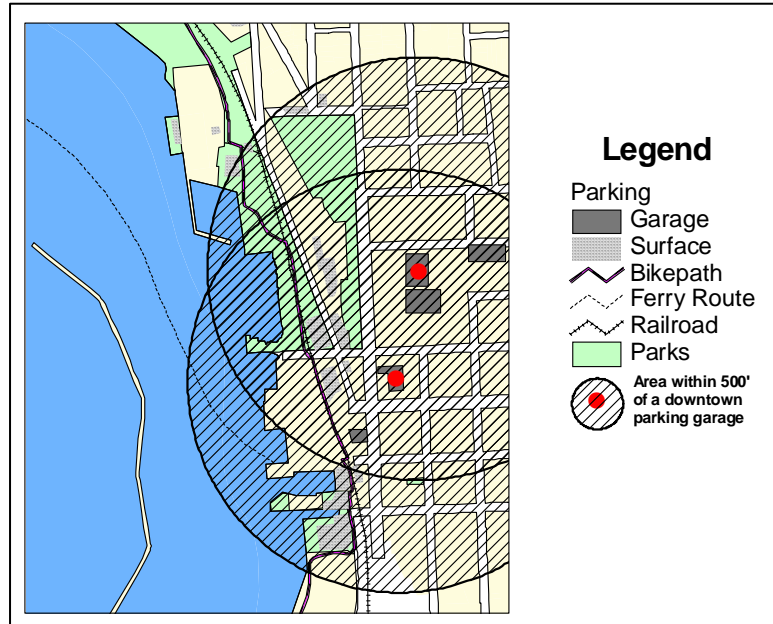 Legend
Parking
Garage
Surface
Bikepath
Ferry Route
Railroad
Parks
Area within 500'
of a downtown
parking garage